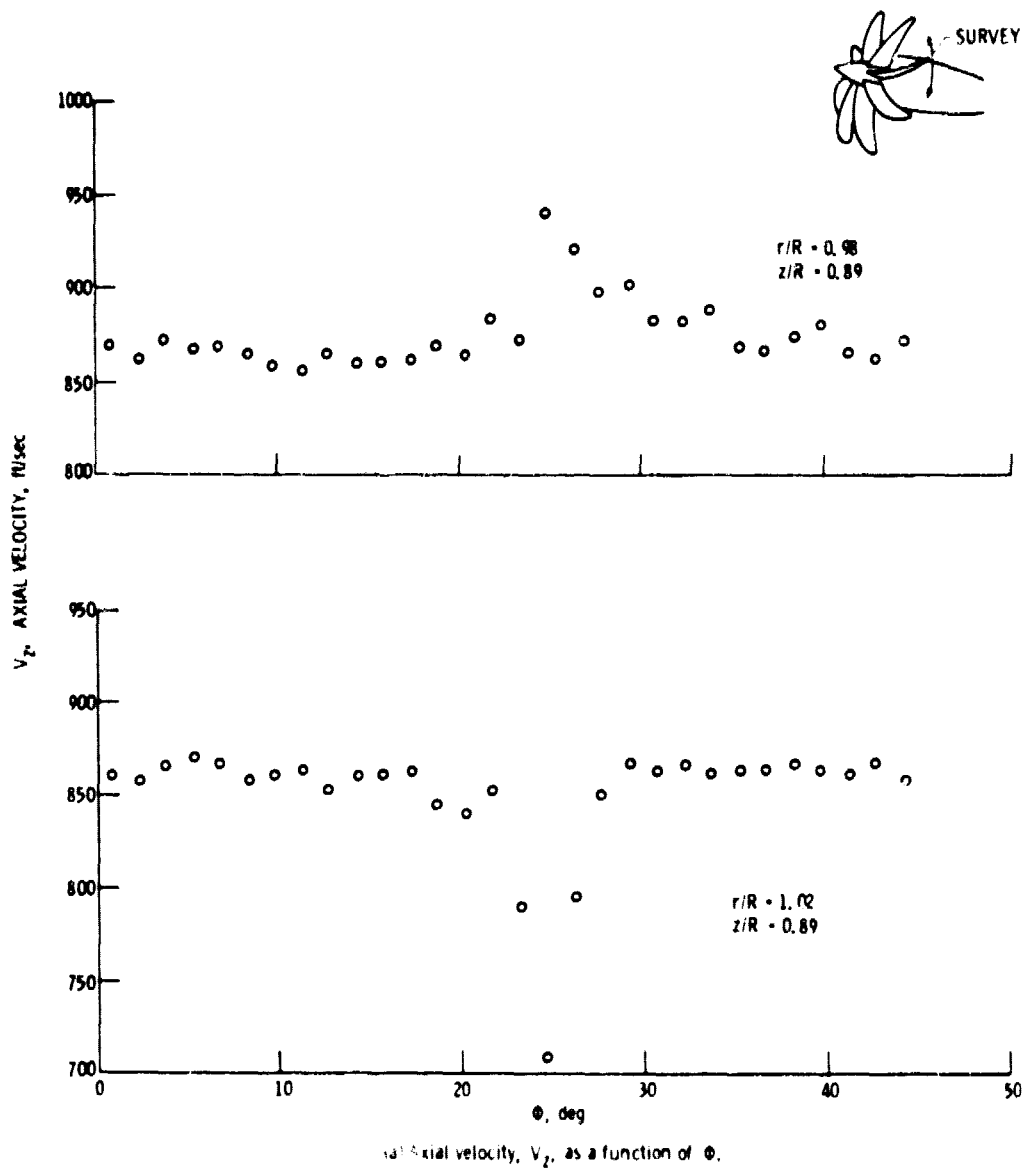 SURVEY
1000
950
900
850
800
r/R = 0.98
z/R = 0.89
V_z, AXIAL VELOCITY, ft/sec
950
900
850
800
750
700
r/R = 1.02
z/R = 0.89
0 10 20 30 40 50
Φ, deg
(a) Axial velocity, V_z, as a function of Φ.